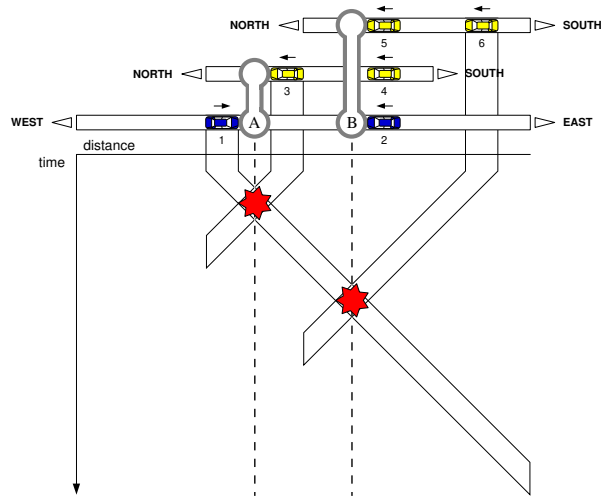 NORTH SOUTH
5 6
NORTH SOUTH
3 4
WEST A B EAST
1 2
distance
time